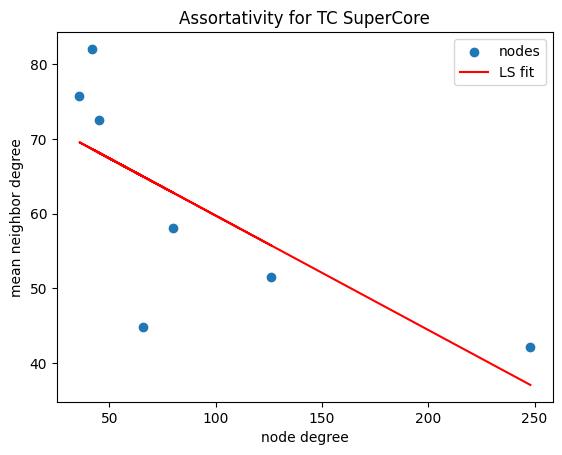 Assortativity for TC SuperCore
nodes
LS fit
mean neighbor degree
80
70
60
50
40
50
100
150
200
250
node degree